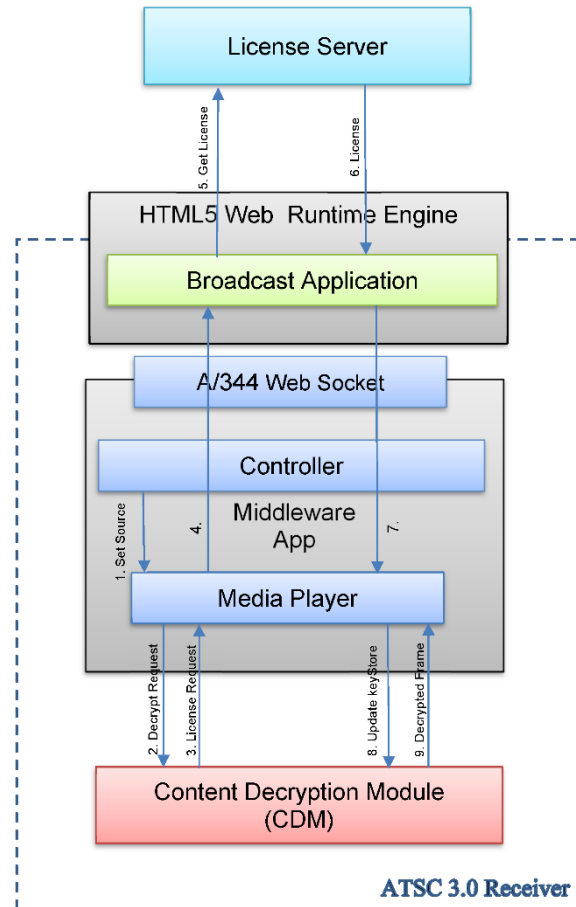 License Server
5. Get License
6. License
HTML5 Web Runtime Engine
Broadcast Application
A/344 Web Socket
Controller
1. Set Source
4.
Middleware
App
7.
Media Player
2. Decrypt Request
3. License Request
8. Update keyStore
9. Decrypted Frame
Content Decryption Module
(CDM)
ATSC 3.0 Receiver